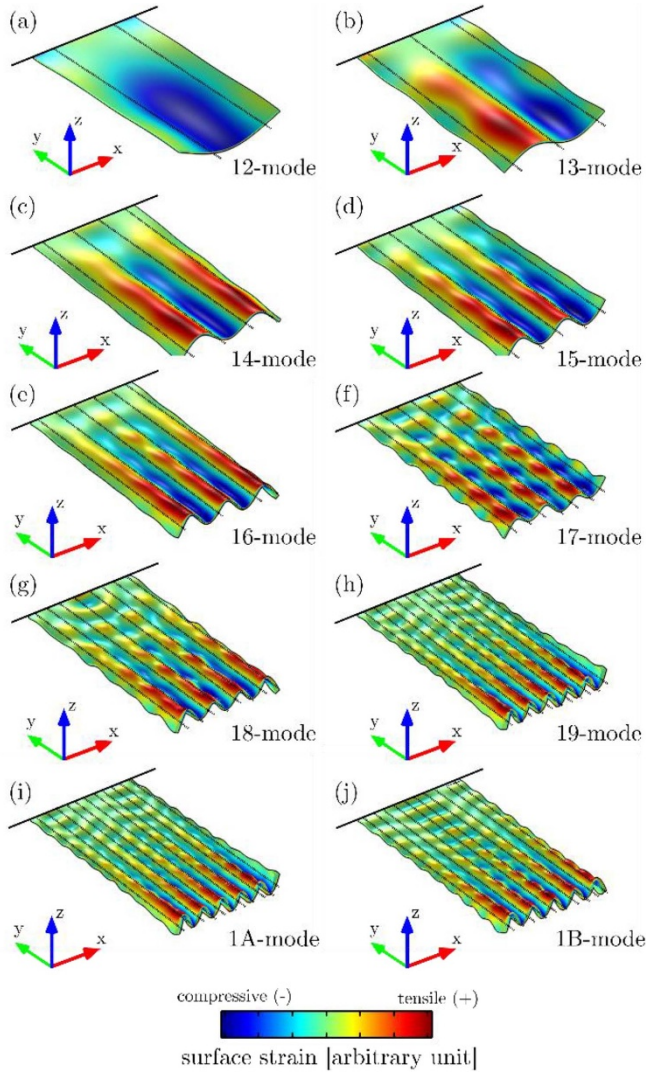 (a) (b)
z z
y x y x
12-mode 13-mode
(c) (d)
z z
y x y x
14-mode 15-mode
(e) (f)
z z
y x y x
16-mode 17-mode
(g) (h)
z z
y x y x
18-mode 19-mode
(i) (j)
z z
y x y x
1A-mode 1B-mode
compressive (-) tensile (+)
surface strain |arbitrary unit|